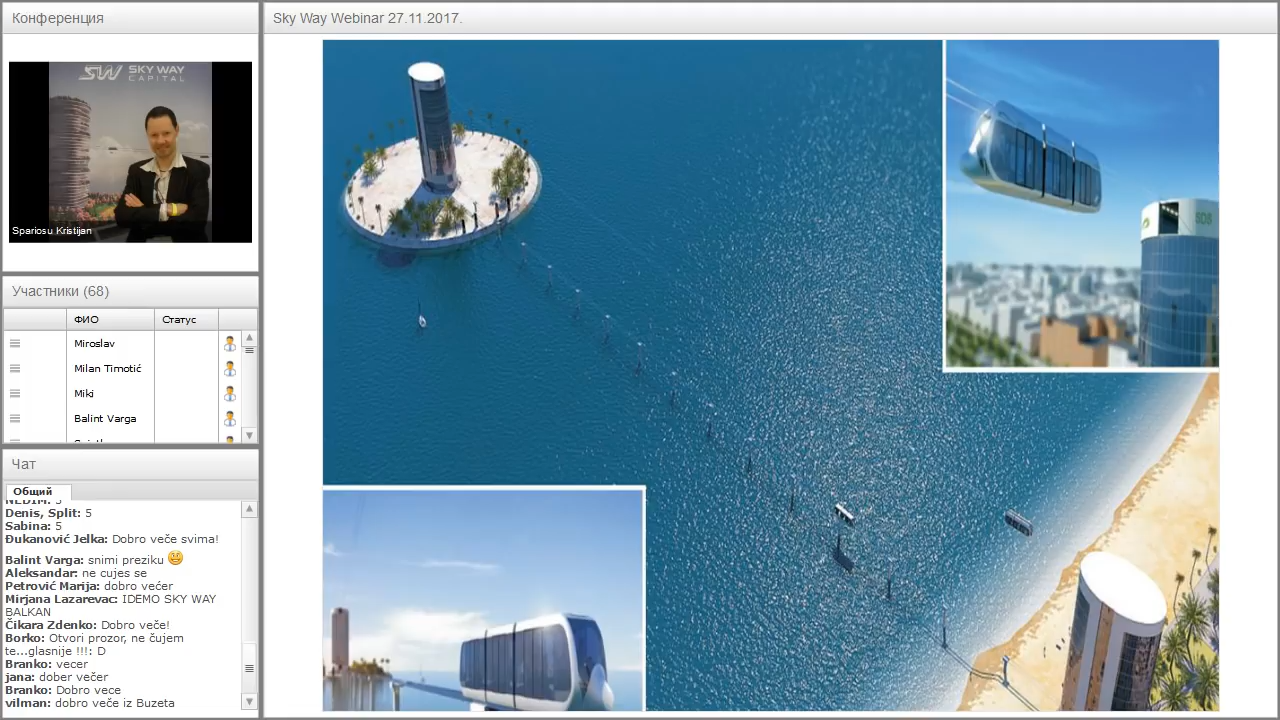 Конференция
SKY WAY
CAPITAL
Spariosu Kristijan
Участники (68)
ФИО Статус
Miroslav
Milan Timotić
Miki
Balint Varga
Чат
Общий
NEDIM: 5
Denis, Split: 5
Sabina: 5
Đukanović Jelka: Dobro veče svima!
Balint Varga: snimi preziku
Aleksandar: ne cujes se
Petrović Marija: dobro večer
Mirjana Lazarevac: IDEMO SKY WAY
BALKAN
Čikara Zdenko: Dobro veče!
Borko: Otvori prozor, ne čujem
te...glasnije !!!: D
Branko: vecer
jana: dober večer
Branko: Dobro vece
vilman: dobro veče iz Buzeta
Sky Way Webinar 27.11.2017.